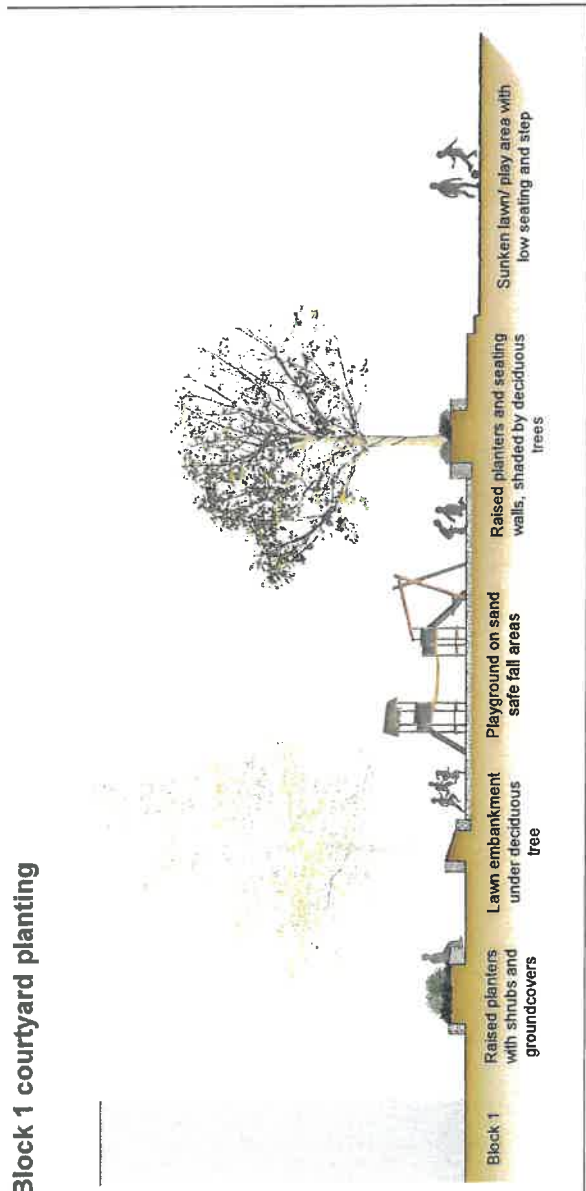 Block 1 courtyard planting
Block 1
Raised planters
with shrubs and
groundcovers
Lawn embankment
under deciduous
tree
Playground on sand
safe fall areas
Raised planters and seating
walls, shaded by deciduous
trees
Sunken lawn/ play area with
low seating and step